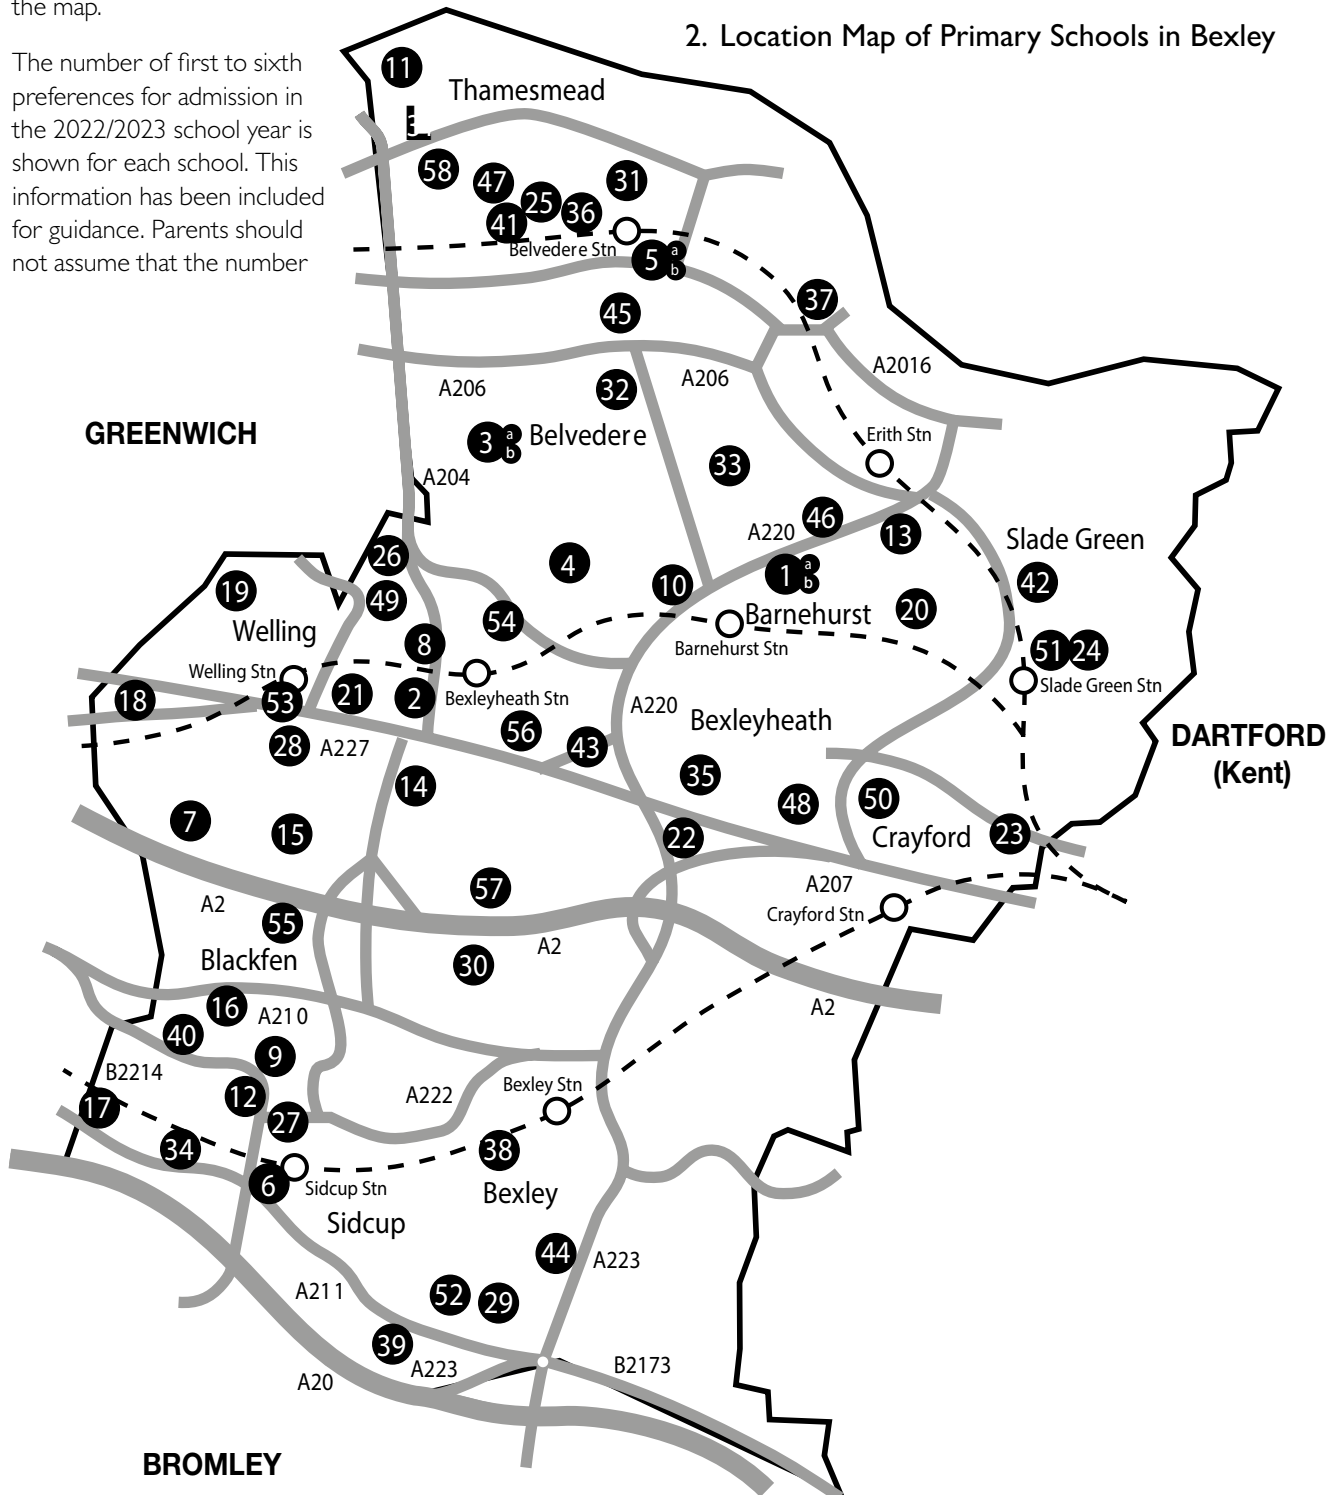 the map.
The number of first to sixth
preferences for admission in
the 2022/2023 school year is
shown for each school. This
information has been included
for guidance. Parents should
not assume that the number
2. Location Map of Primary Schools in Bexley
11
Thamesmead
58
47
31
25
36
41
Belvedere Stn
5
a
b
37
45
A2016
A206
A206
32
GREENWICH
3
a
b
Belvedere
Erith Stn
33
A204
46
A220
13
Slade Green
26
4
1
a
b
42
19
10
49
20
Barnehurst
54
Welling
8
Barnehurst Stn
51
24
Welling Stn
Slade Green Stn
21
2
Bexleyheath Stn
18
53
A220
Bexleyheath
56
DARTFORD
(Kent)
28
A227
43
35
14
48
50
7
15
22
Crayford
23
57
A207
A2
Crayford Stn
55
A2
Blackfen
30
16
A210
A2
40
9
B2214
Bexley Stn
12
A222
17
27
34
38
6
Sidcup Stn
Bexley
Sidcup
44
A223
A211
52
29
39
A223
B2173
A20
BROMLEY